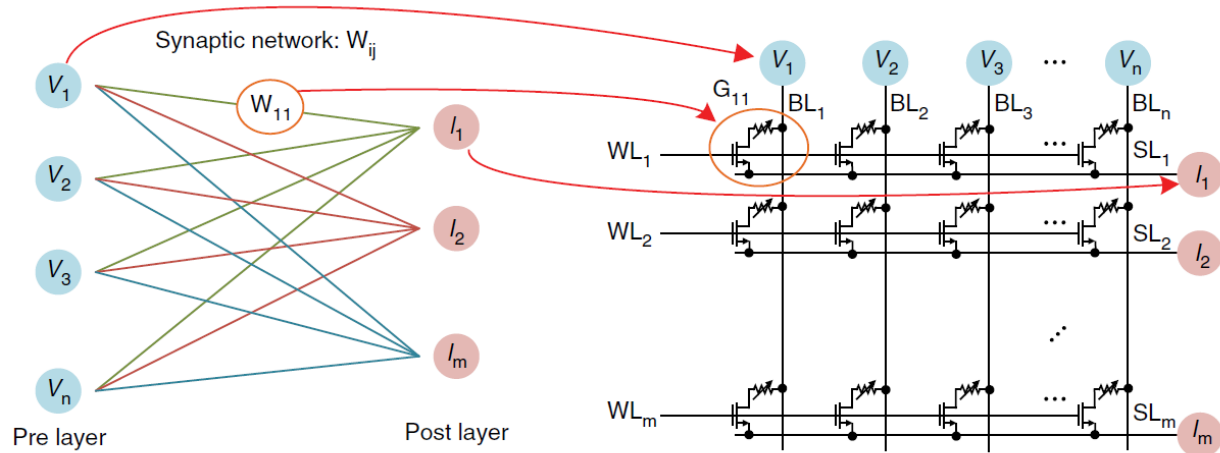 Synaptic network: Wij
V1
V2
V3
Vn
W11
I1
I2
Im
Pre layer
Post layer
V1
V2
V3
...
Vn
G11
BL1
BL2
BL3
BLn
WL1
...
SL1
I1
WL2
...
SL2
I2
...
WLm
...
SLm
Im